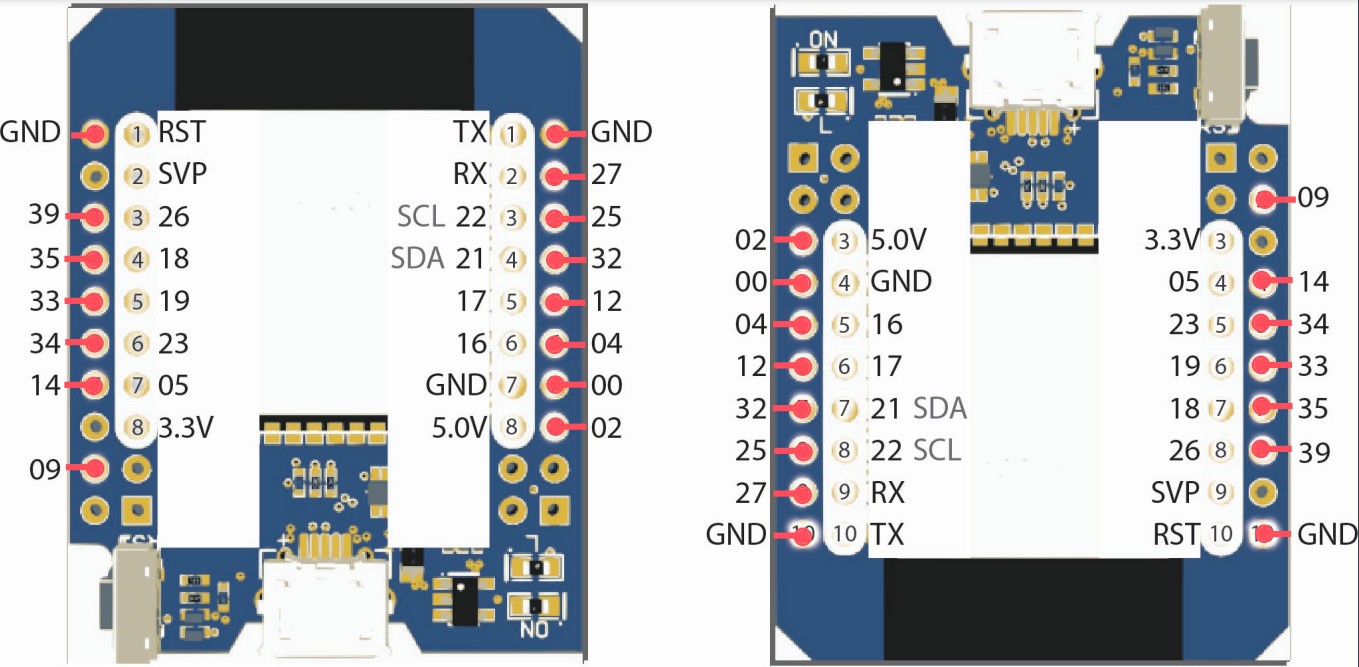 GND 1 RST TX 1 GND
2 SVP RX 2 27
39 3 26 SCL 22 3 25
35 4 18 SDA 21 4 32
33 5 19 17 5 12
34 6 23 16 6 04
14 7 05 GND 7 00
8 3.3V 5.0V 8 02
09
+
L
ON
ON
L
+
09
02 3 5.0V 3.3V 3
00 4 GND 05 4 14
04 5 16 23 5 34
12 6 17 19 6 33
32 7 21 SDA 18 7 35
25 8 22 SCL 26 8 39
27 9 RX SVP 9
GND 10 10 TX RST 10 GND